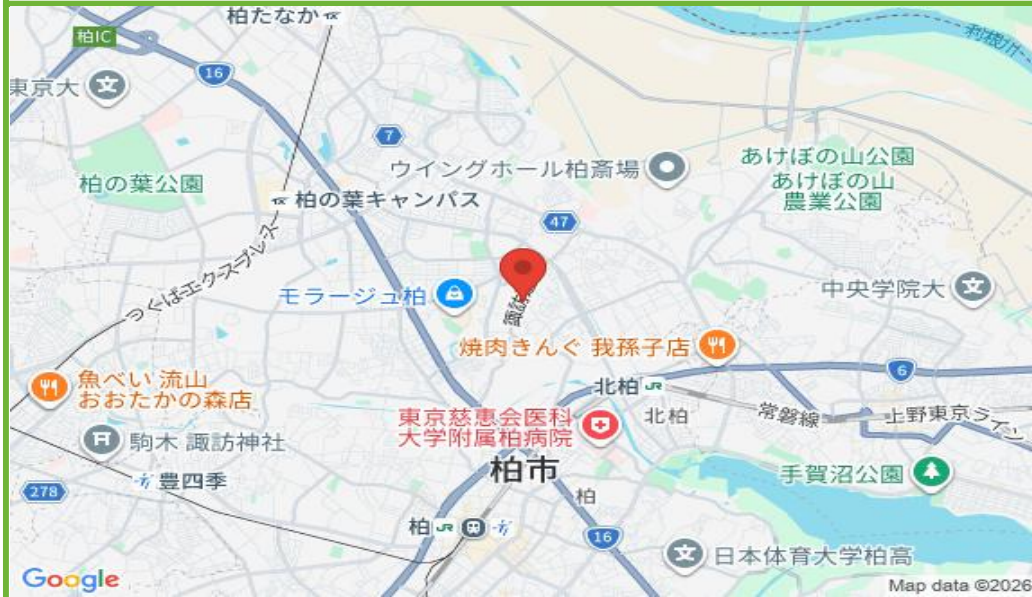 柏たなか
柏IC
利根川
16
東京大
7
ウイングホール柏斎場
あけぼの山公園
あけぼの山
農業公園
柏の葉公園
柏の葉キャンパス
47
つくばエクスプレス
モラージュ柏
中央学院大
焼肉きんぐ 我孫子店
6
魚べい 流山
おおたかの森店
北柏 JR
東京慈恵会医科
大学附属柏病院
北柏
常磐線
上野東京ライン
駒木 諏訪神社
柏市
手賀沼公園
278
豊四季
柏
柏 JR
16
日本体育大学柏高
Google
Map data ©2026